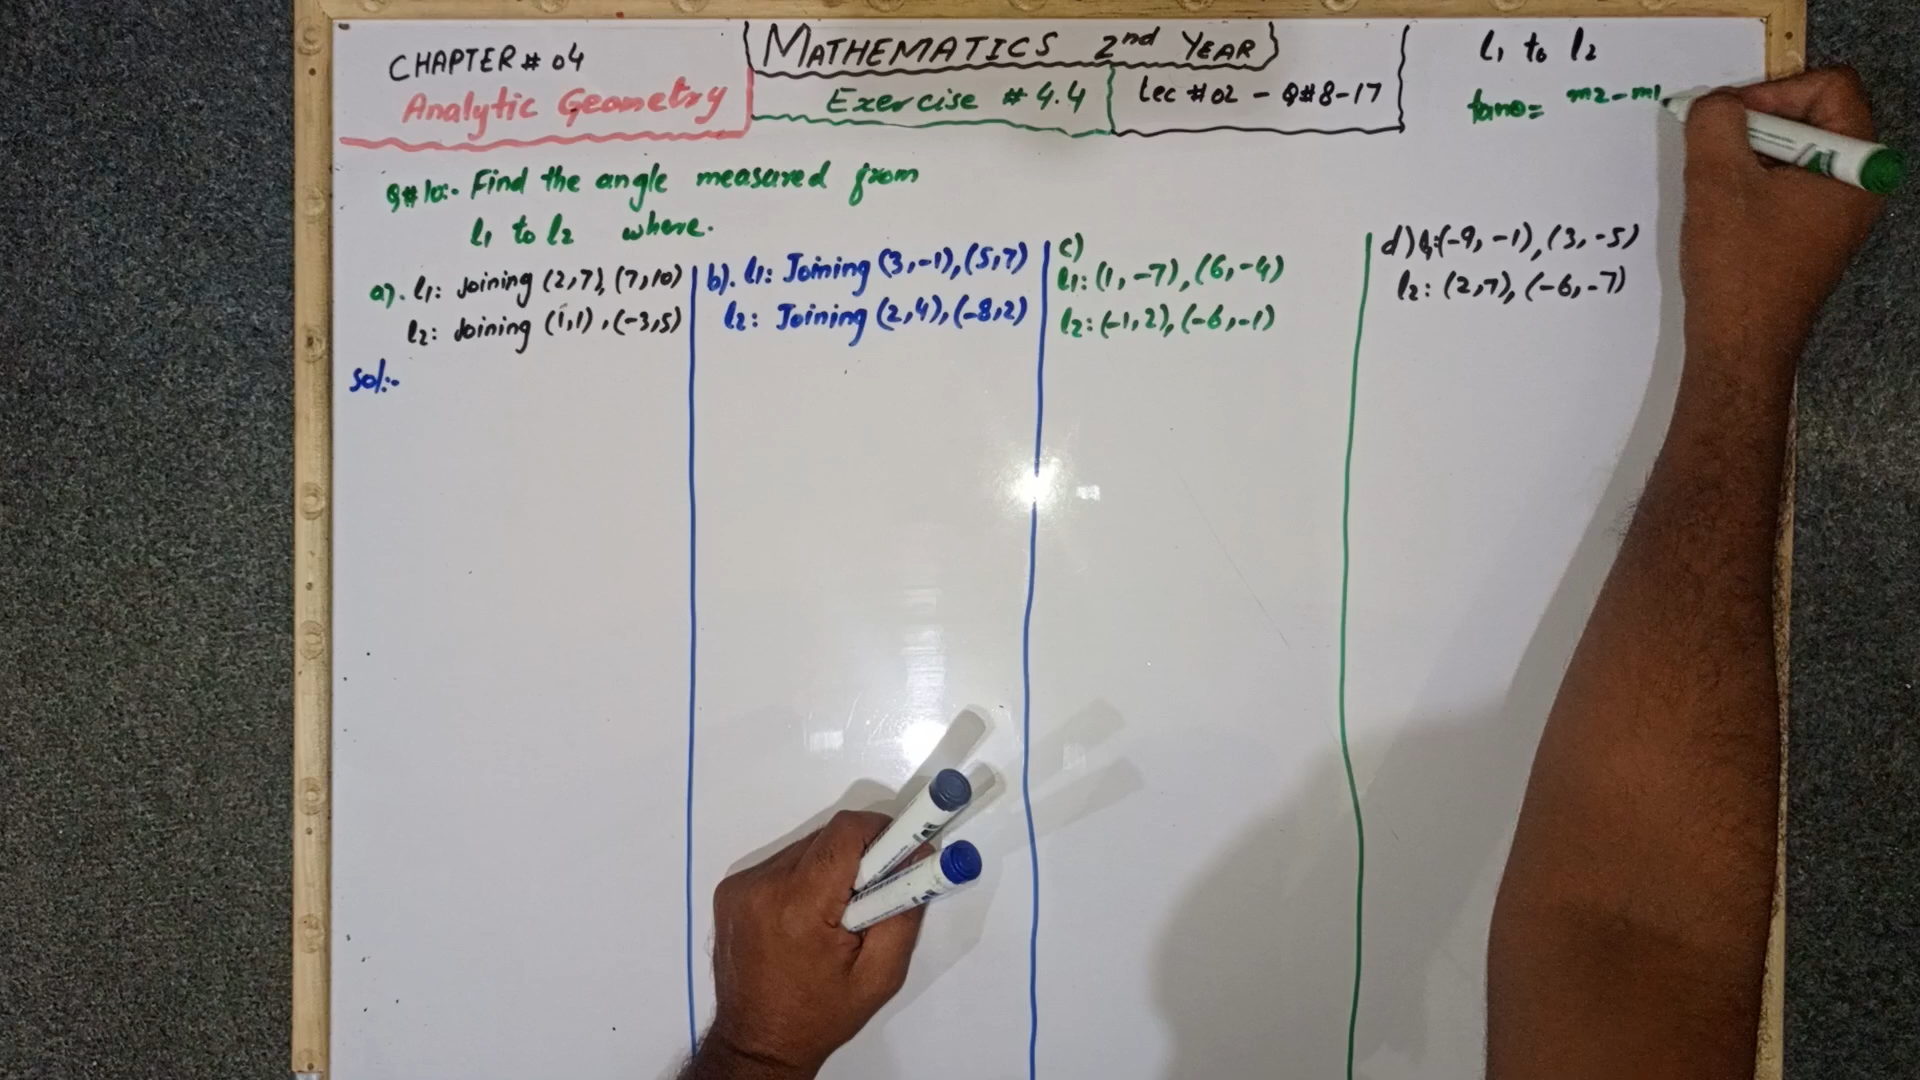 CHAPTER # 04
Analytic Geometry
MATHEMATICS 2nd YEAR
Exercise # 4.4
Lec # 02 - Q#8-17
l1 to l2
tanθ = m2-m1
Q#10:- Find the angle measured from
l1 to l2 where.
a). l1: Joining (2,7), (7,10)
l2: Joining (1,1), (-3,5)
b). l1: Joining (3,-1), (5,7)
l2: Joining (2,4), (-8,2)
c)
l1: (1, -7), (6, -4)
l2: (-1, 2), (-6, -1)
d) l1: (-9, -1), (3, -5)
l2: (2,7), (-6, -7)
Sol:-